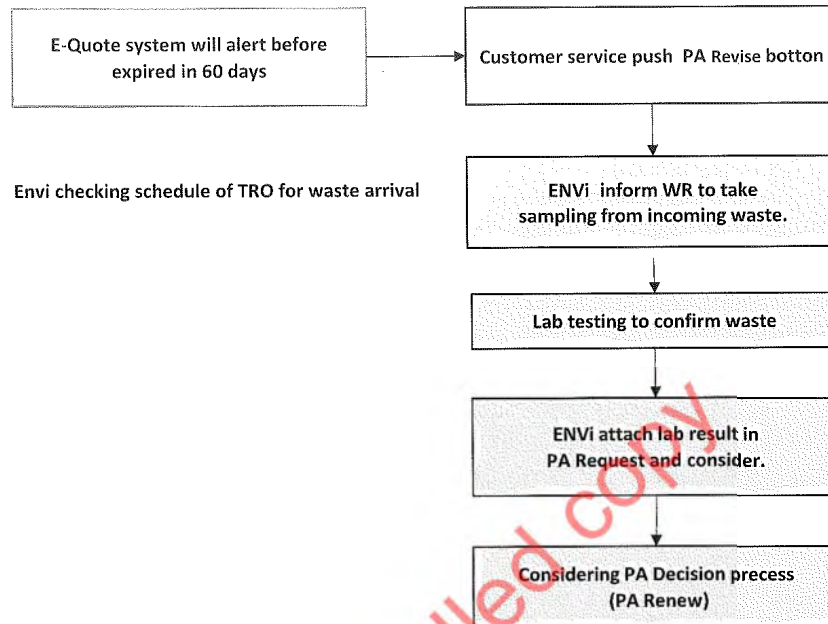 E-Quote system will alert before
expired in 60 days
Customer service push PA Revise botton
Envi checking schedule of TRO for waste arrival
ENVi inform WR to take
sampling from incoming waste.
Lab testing to confirm waste
ENVi attach lab result in
PA Request and consider.
Considering PA Decision precess
(PA Renew)
copy